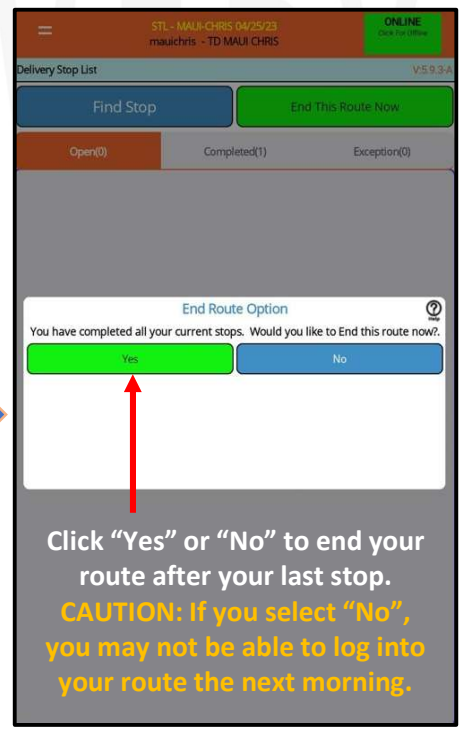 STL - MAUI-CHRIS 04/25/23
mauichris - TD MAUI CHRIS
ONLINE
Click For Offline
Delivery Stop List
V:5.9.3-A
Find Stop
End This Route Now
Open(0)
Completed(1)
Exception(0)
End Route Option
Help
You have completed all your current stops. Would you like to End this route now?.
Yes
No
Click “Yes” or “No” to end your
route after your last stop.
CAUTION: If you select “No”,
you may not be able to log into
your route the next morning.